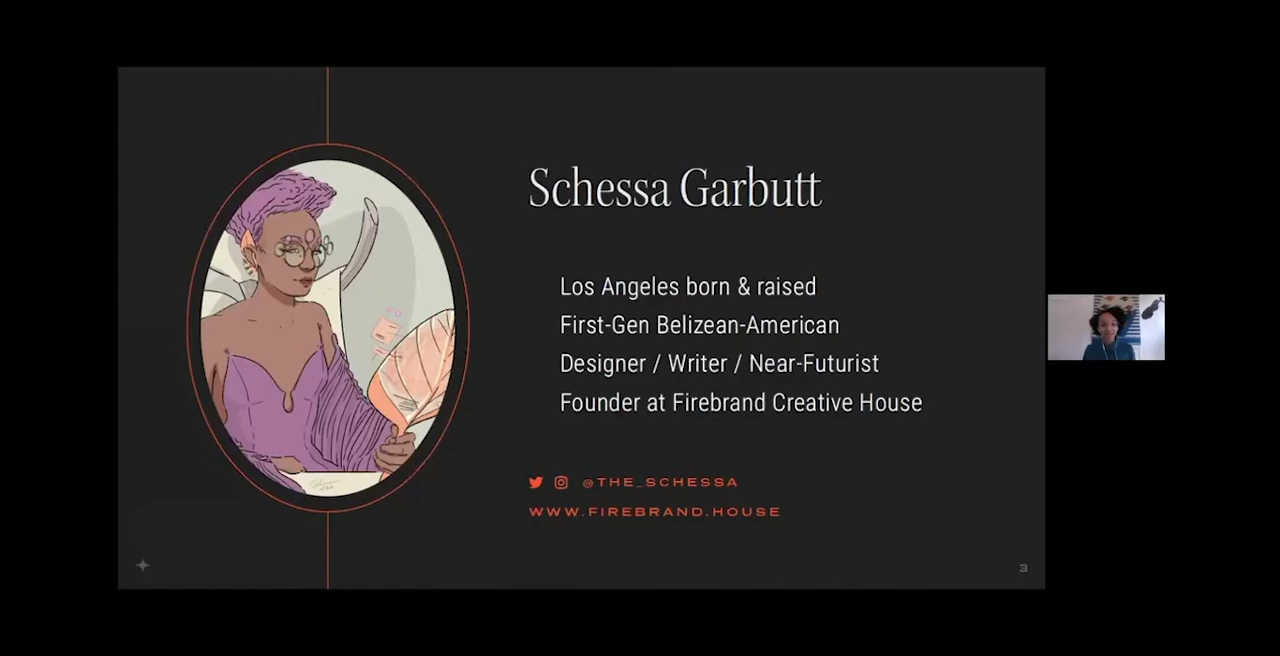 Schessa Garbutt
Los Angeles born & raised
First-Gen Belizean-American
Designer / Writer / Near-Futurist
Founder at Firebrand Creative House
@THE_SCHESSA
WWW.FIREBRAND.HOUSE
3